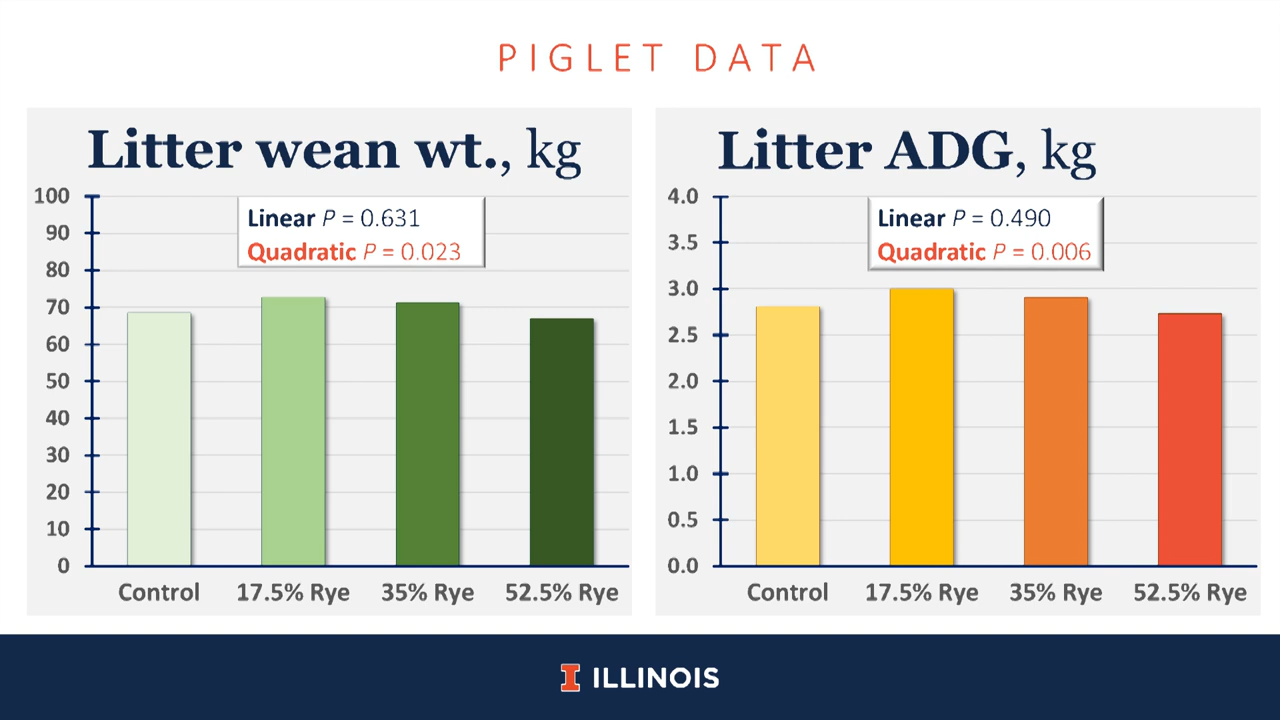 PIGLET DATA
Litter wean wt., kg
Linear P = 0.631
Quadratic P = 0.023
100
90
80
70
60
50
40
30
20
10
0
Control 17.5% Rye 35% Rye 52.5% Rye
Litter ADG, kg
Linear P = 0.490
Quadratic P = 0.006
4.0
3.5
3.0
2.5
2.0
1.5
1.0
0.5
0.0
Control 17.5% Rye 35% Rye 52.5% Rye
I ILLINOIS